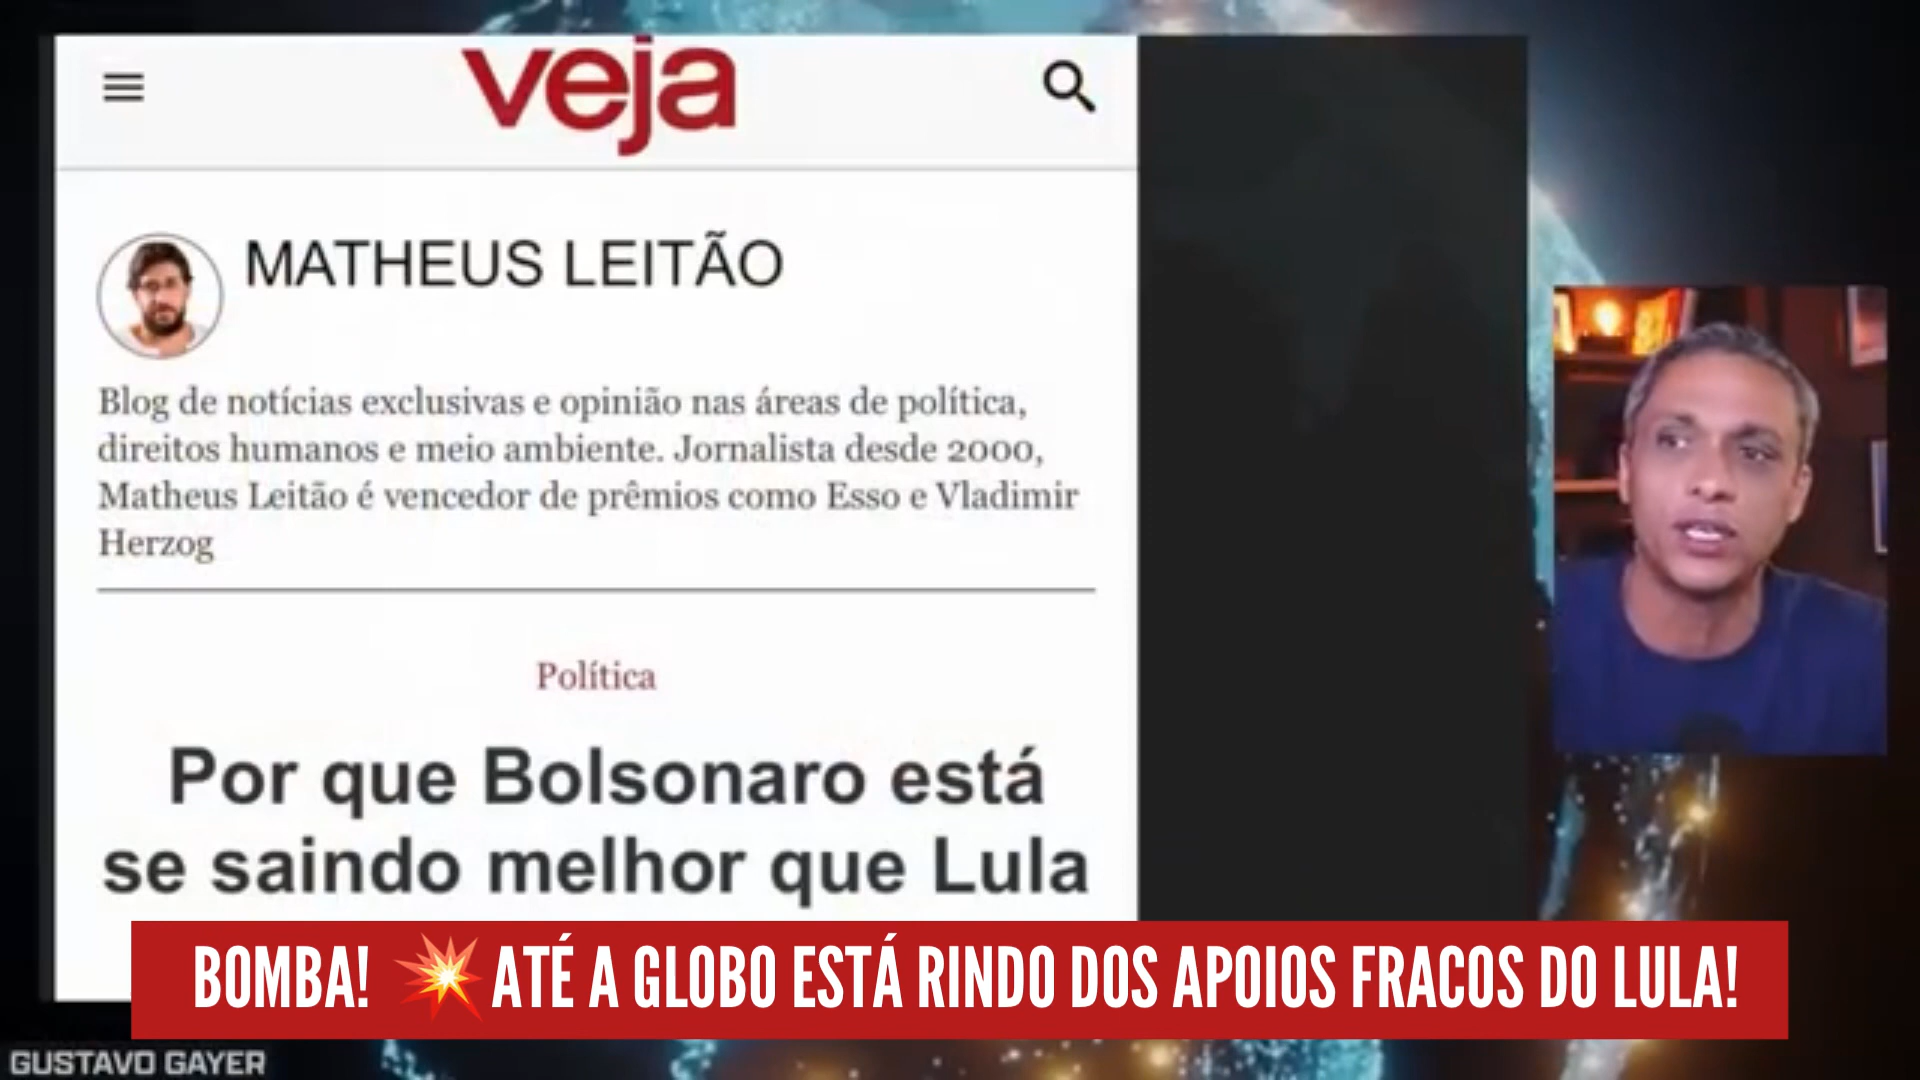 veja
MATHEUS LEITÃO
Blog de notícias exclusivas e opinião nas áreas de política,
direitos humanos e meio ambiente. Jornalista desde 2000,
Matheus Leitão é vencedor de prêmios como Esso e Vladimir
Herzog
Política
Por que Bolsonaro está
se saindo melhor que Lula
BOMBA! 💥 ATÉ A GLOBO ESTÁ RINDO DOS APOIOS FRACOS DO LULA!
GUSTAVO GAYER